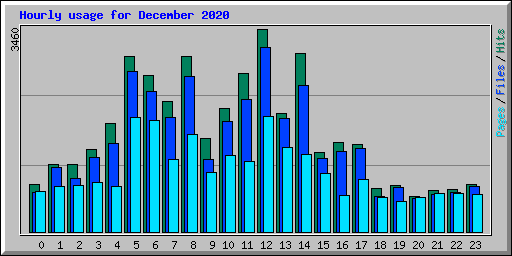 Hourly usage for December 2020
3460
Pages/Files/Hits
0 1 2 3 4 5 6 7 8 9 10 11 12 13 14 15 16 17 18 19 20 21 22 23